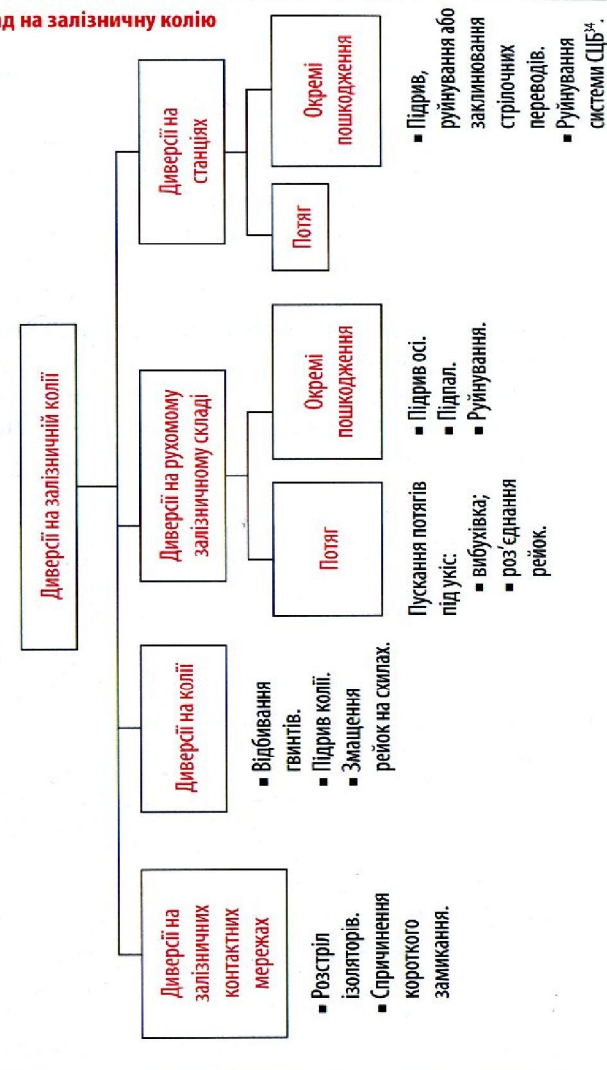 ад на залізничну колію
Диверсії на залізничній колії
Диверсії на
залізничних
контактних
мережах
Диверсії на колії
Диверсії на рухомому
залізничному складі
Диверсії на
станціях
Потяг
Окремі
пошкодження
Потяг
Окремі
пошкодження
▪ Розстріл
ізоляторів.
▪ Спричинення
короткого
замикання.
▪ Відбивання
гвинтів.
▪ Підрив колії.
▪ Змащення
рейок на схилах.
Пускання потягів
під укіс:
▪ вибухівка;
▪ роз’єднання
рейок.
▪ Підрив осі.
▪ Підпал.
▪ Руйнування.
▪ Підрив,
руйнування або
заклинювання
стрілочних
переводів.
▪ Руйнування
системи СЦБ³⁴.